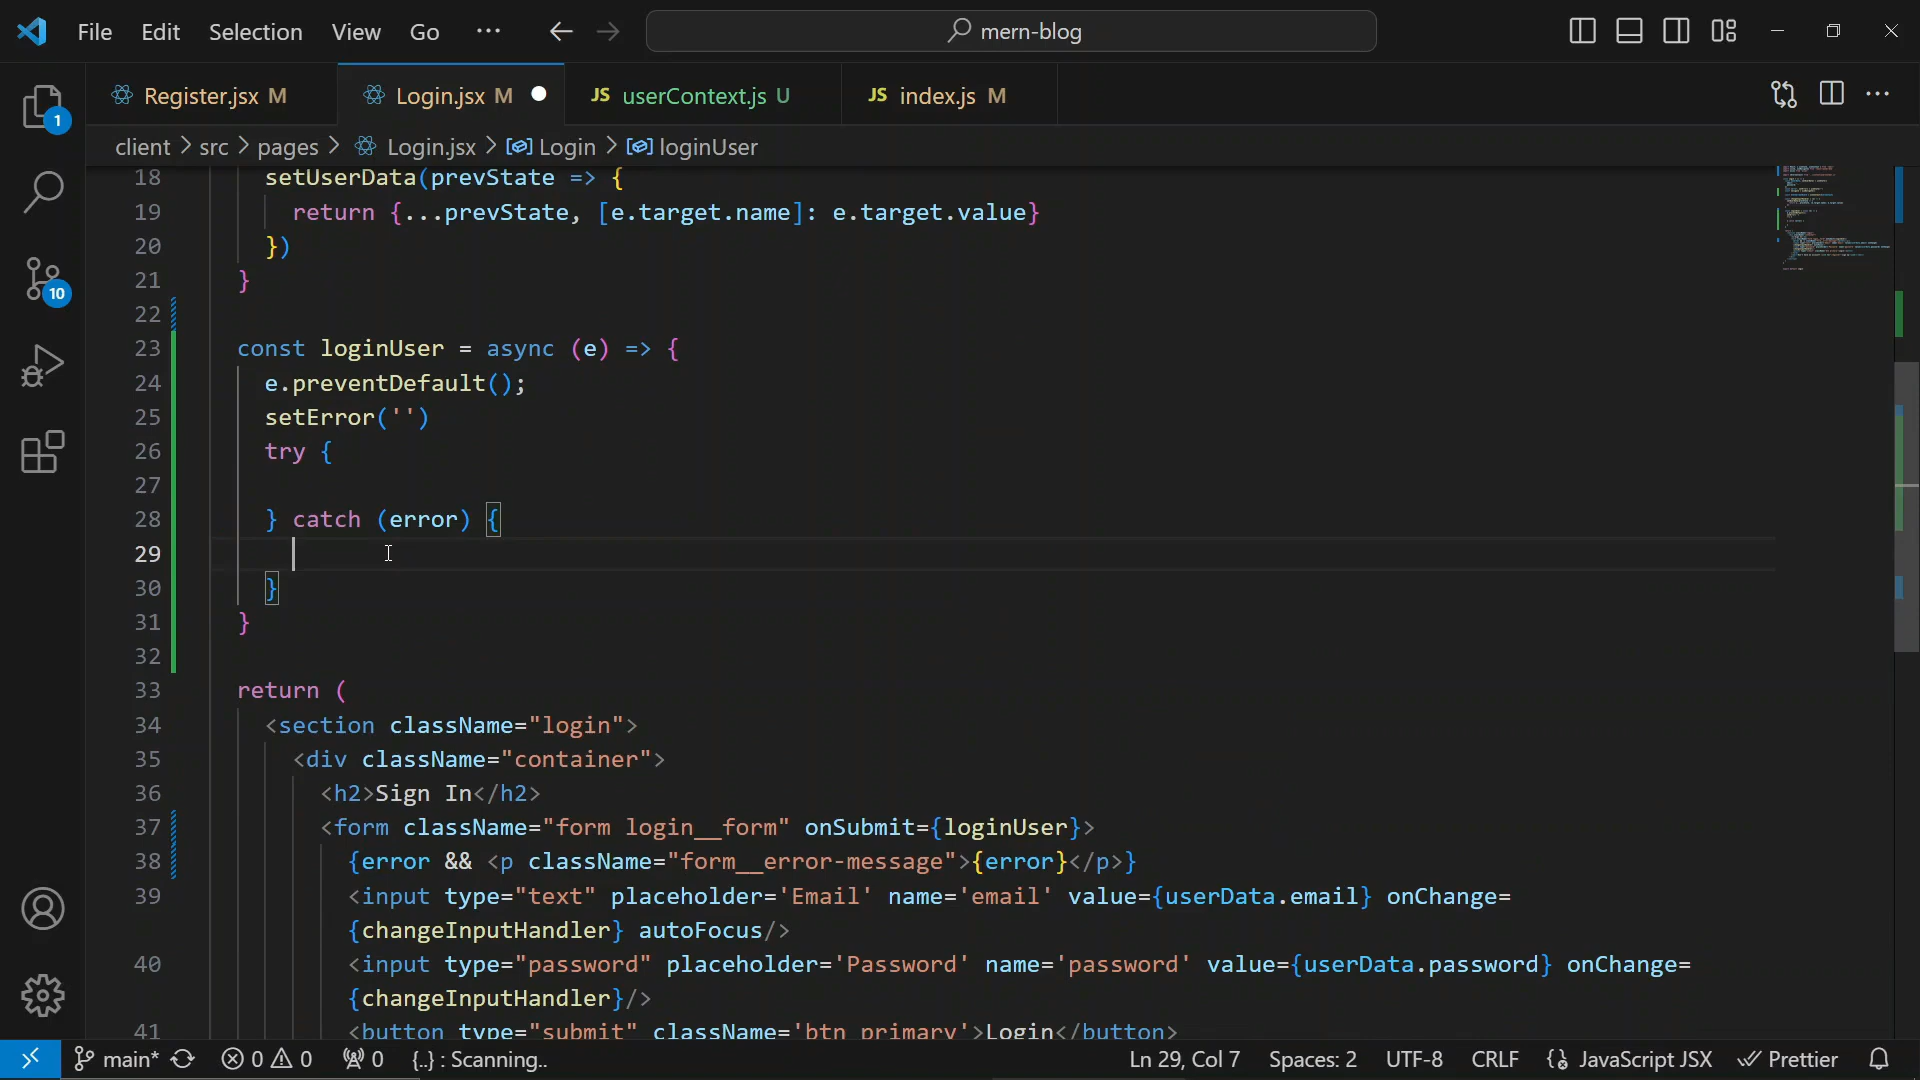 File Edit Selection View Go ··· mern-blog
Register.jsx M Login.jsx M JS userContext.js U JS index.js M
client > src > pages > Login.jsx > Login > loginUser
1
10
18 setUserData(prevState => {
19 return {...prevState, [e.target.name]: e.target.value}
20 })
21 }
22
23 const loginUser = async (e) => {
24 e.preventDefault();
25 setError('')
26 try {
27
28 } catch (error) {
29
30 }
31 }
32
33 return (
34 <section className="login">
35 <div className="container">
36 <h2>Sign In</h2>
37 <form className="form login__form" onSubmit={loginUser}>
38 {error && <p className="form__error-message">{error}</p>}
39 <input type="text" placeholder='Email' name='email' value={userData.email} onChange=
{changeInputHandler} autoFocus/>
40 <input type="password" placeholder='Password' name='password' value={userData.password} onChange=
{changeInputHandler}/>
41 <button type="submit" className='btn primary'>Login</button>
main* 0 0 0 {..} : Scanning.. Ln 29, Col 7 Spaces: 2 UTF-8 CRLF JavaScript JSX Prettier